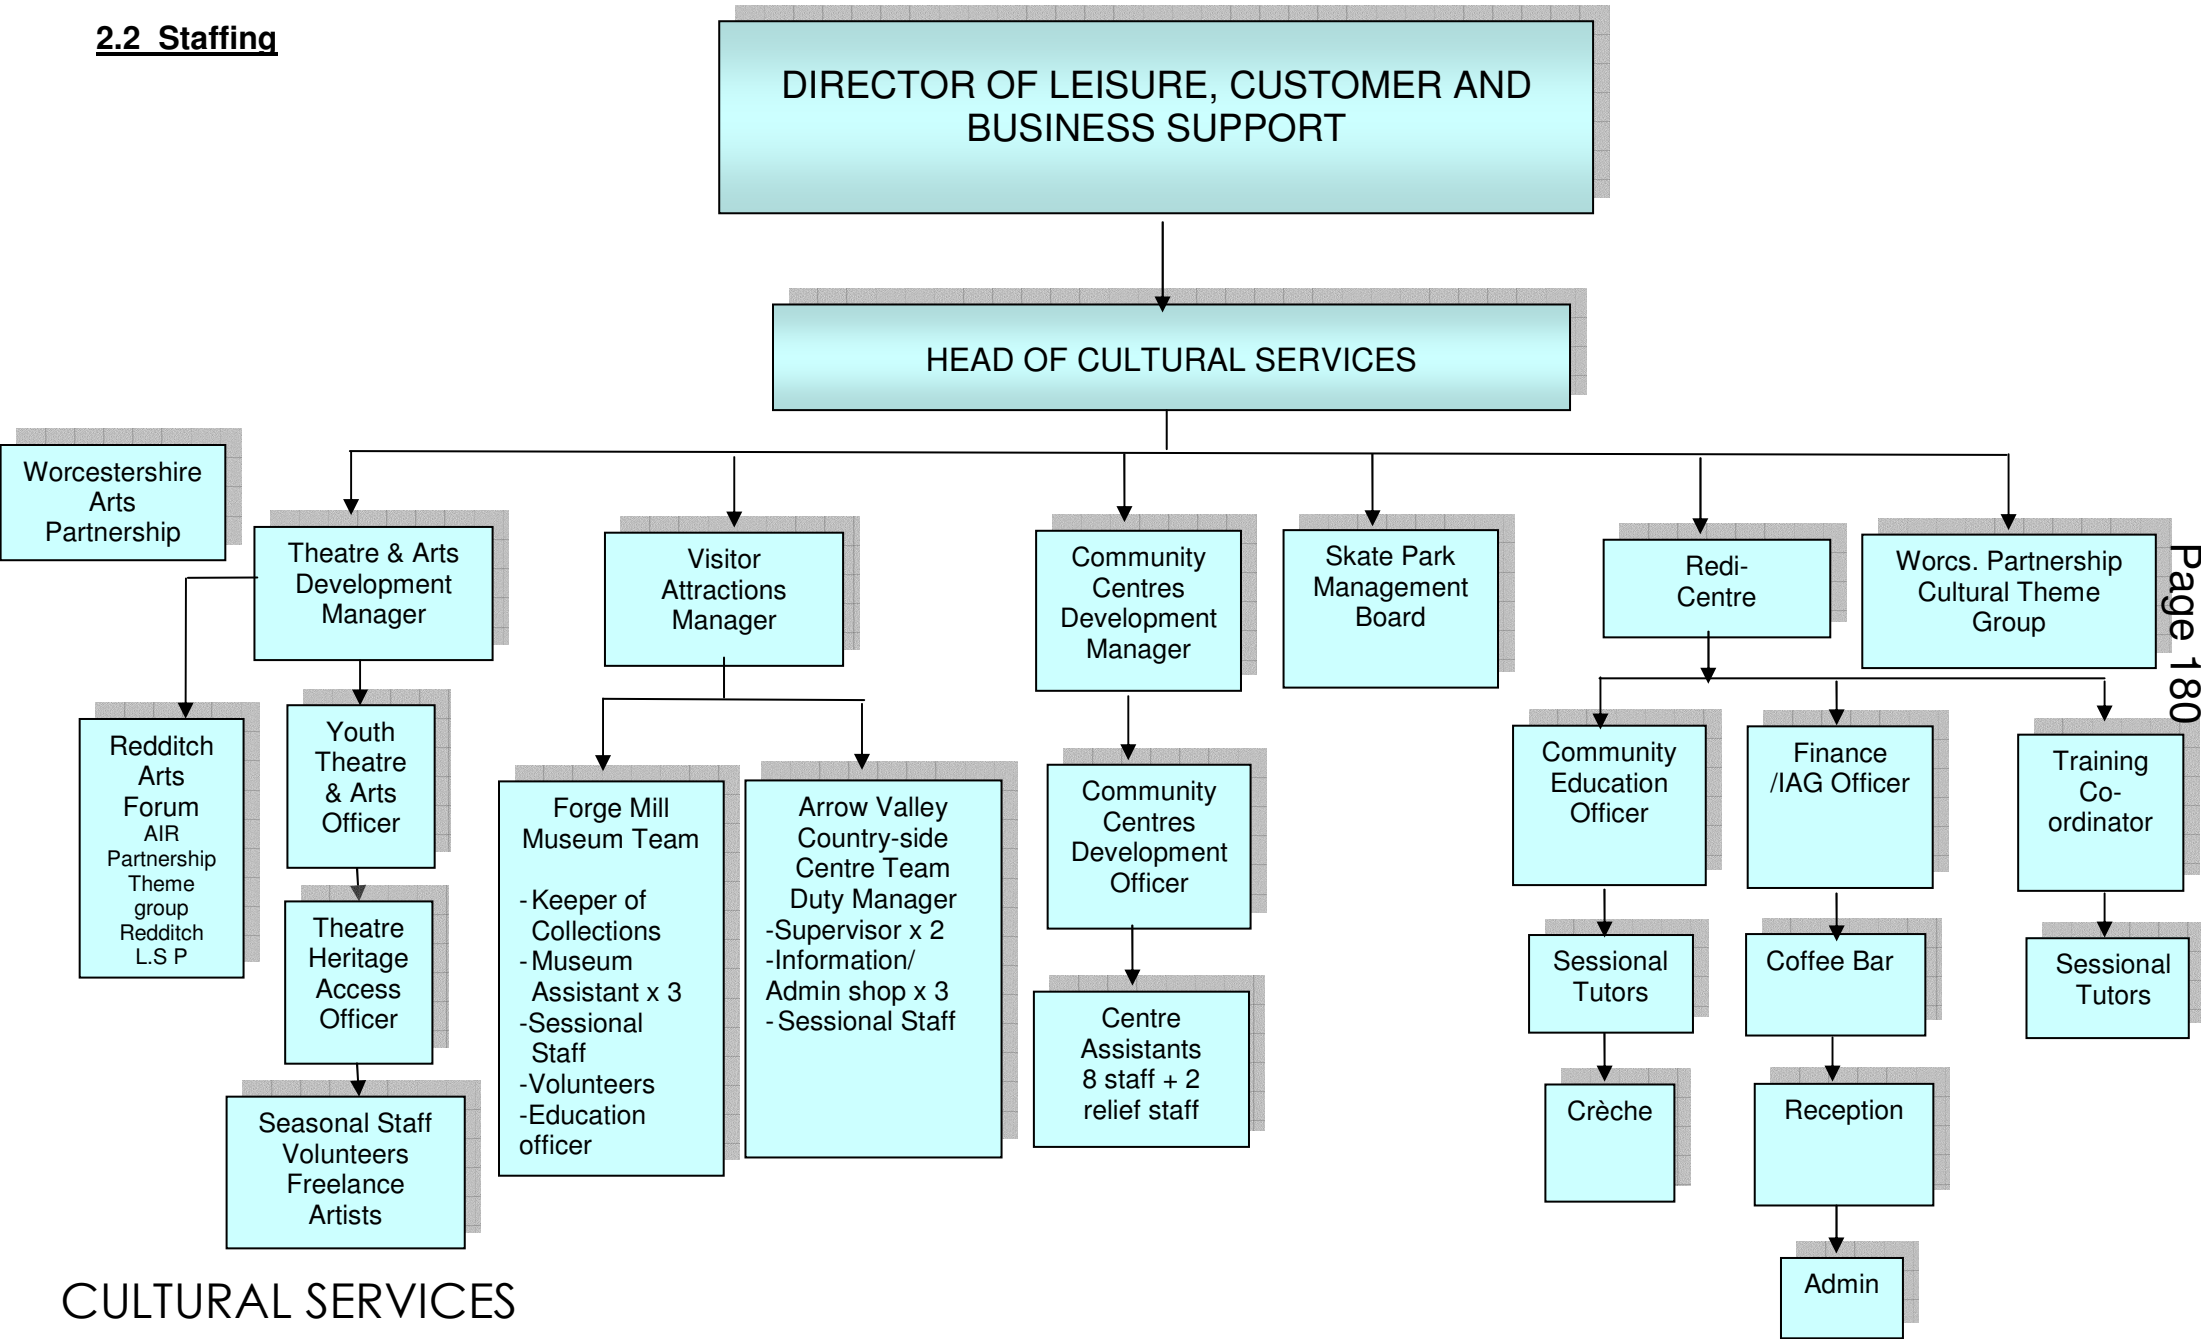 2.2 Staffing
DIRECTOR OF LEISURE, CUSTOMER AND
BUSINESS SUPPORT
HEAD OF CULTURAL SERVICES
Worcestershire
Arts
Partnership
Theatre & Arts
Development
Manager
Visitor
Attractions
Manager
Community
Centres
Development
Manager
Skate Park
Management
Board
Redi-
Centre
Worcs. Partnership
Cultural Theme
Group
Page 180
Redditch
Arts
Forum
AIR
Partnership
Theme
group
Redditch
L.S P
Youth
Theatre
& Arts
Officer
Theatre
Heritage
Access
Officer
Seasonal Staff
Volunteers
Freelance
Artists
Forge Mill
Museum Team
- Keeper of
Collections
- Museum
Assistant x 3
-Sessional
Staff
-Volunteers
-Education
officer
Arrow Valley
Country-side
Centre Team
Duty Manager
-Supervisor x 2
-Information/
Admin shop x 3
- Sessional Staff
Community
Centres
Development
Officer
Centre
Assistants
8 staff + 2
relief staff
Community
Education
Officer
Sessional
Tutors
Crèche
Finance
/IAG Officer
Coffee Bar
Reception
Admin
Training
Co-
ordinator
Sessional
Tutors
CULTURAL SERVICES